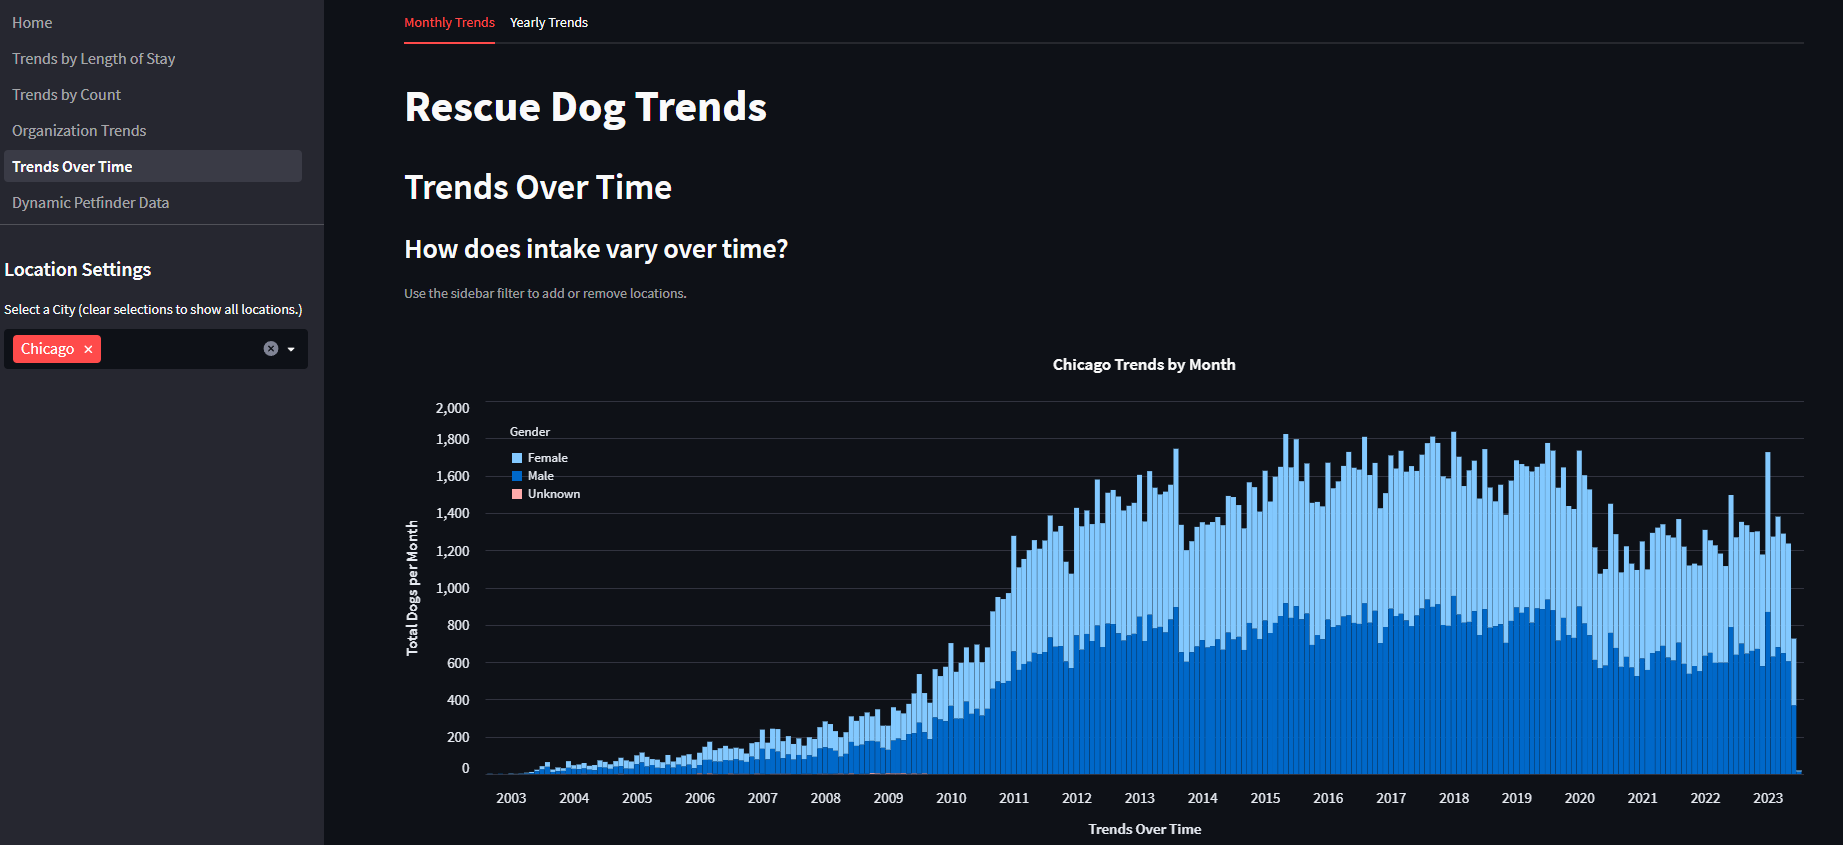 Home
Trends by Length of Stay
Trends by Count
Organization Trends
Trends Over Time
Dynamic Petfinder Data
Location Settings
Select a City (clear selections to show all locations.)
Chicago ×
Monthly Trends Yearly Trends
Rescue Dog Trends
Trends Over Time
How does intake vary over time?
Use the sidebar filter to add or remove locations.
Chicago Trends by Month
Gender
Female
Male
Unknown
Total Dogs per Month
2,000
1,800
1,600
1,400
1,200
1,000
800
600
400
200
0
2003 2004 2005 2006 2007 2008 2009 2010 2011 2012 2013 2014 2015 2016 2017 2018 2019 2020 2021 2022 2023
Trends Over Time